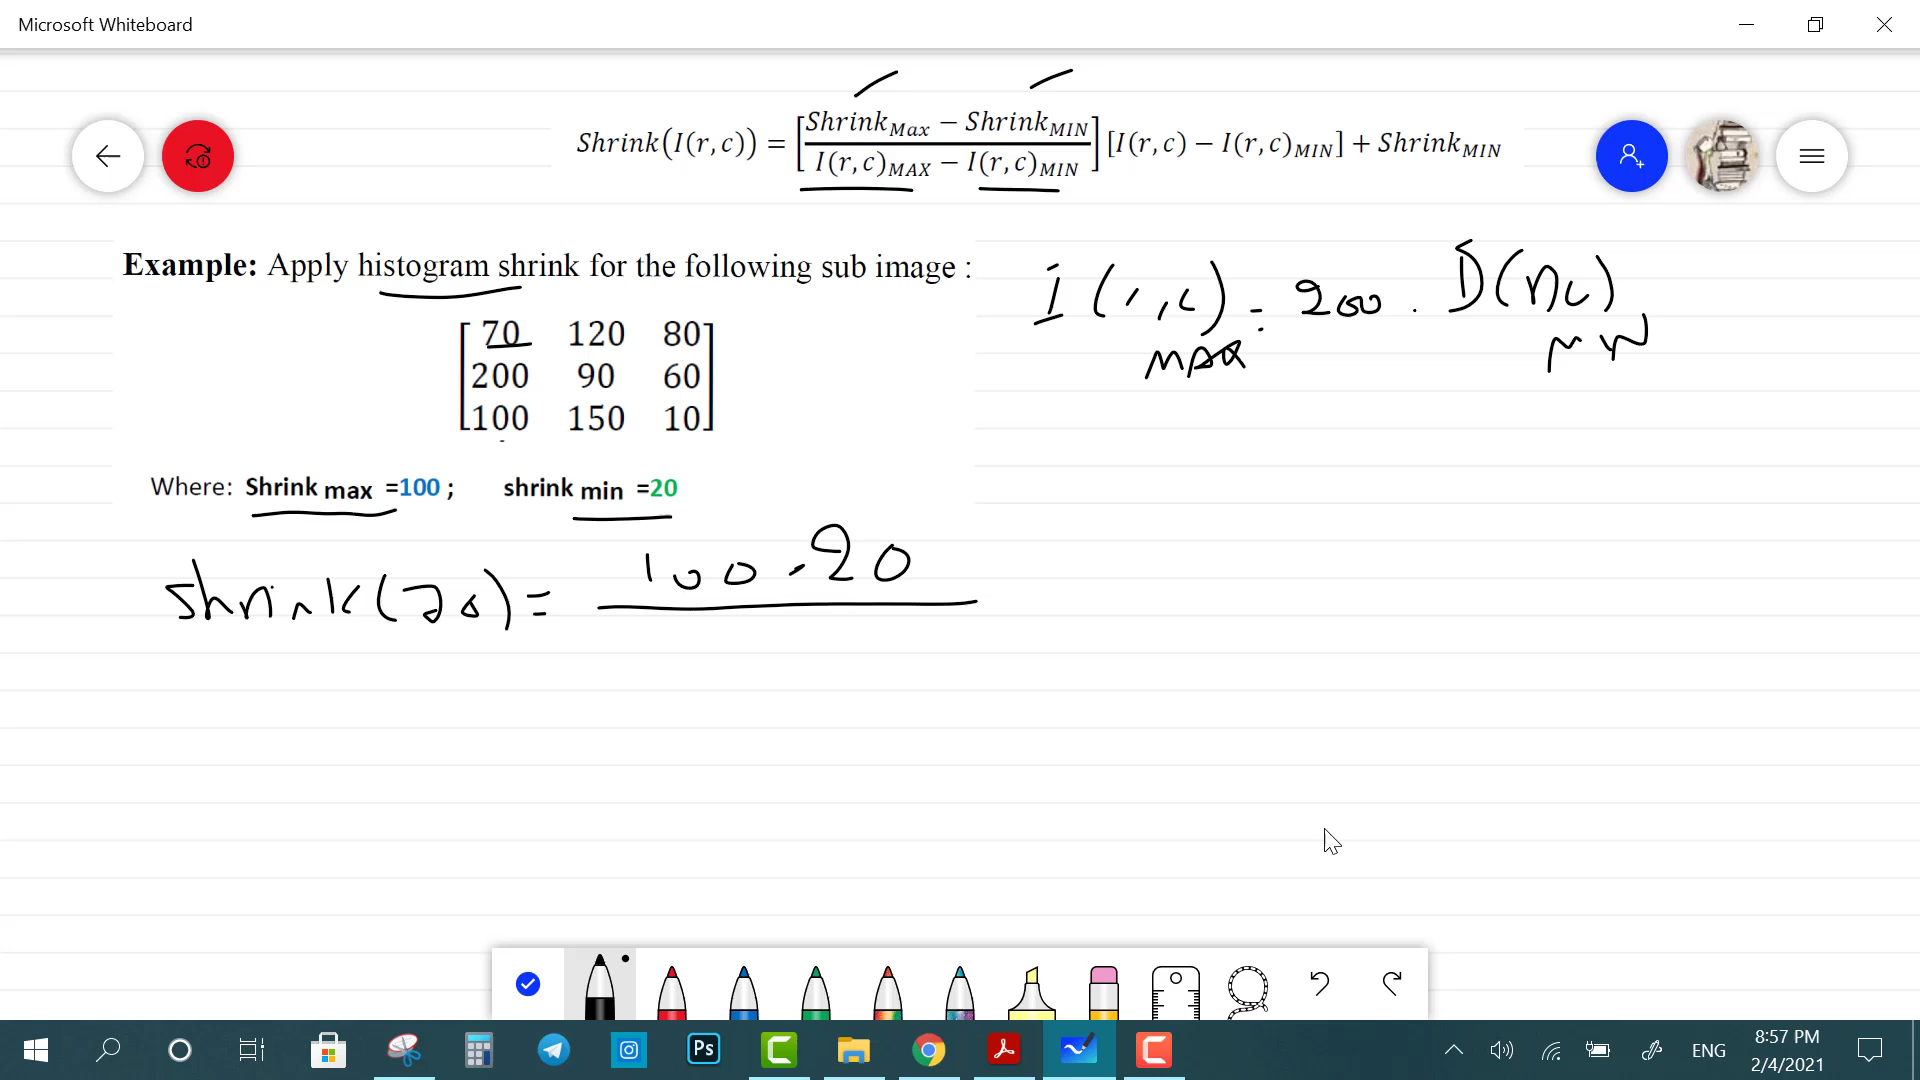 Microsoft Whiteboard
Shrink(I(r,c)) = [Shrink_Max − Shrink_MIN / I(r,c)_MAX − I(r,c)_MIN] [I(r,c) − I(r,c)_MIN] + Shrink_MIN
Example: Apply histogram shrink for the following sub image :
I(r,c) = 200 . I(r,c)
MAX MIN
70 120 80
200 90 60
100 150 10
Where: Shrink max =100 ; shrink min =20
100 - 20
Shrink(70) =
Ps
ENG
8:57 PM
2/4/2021